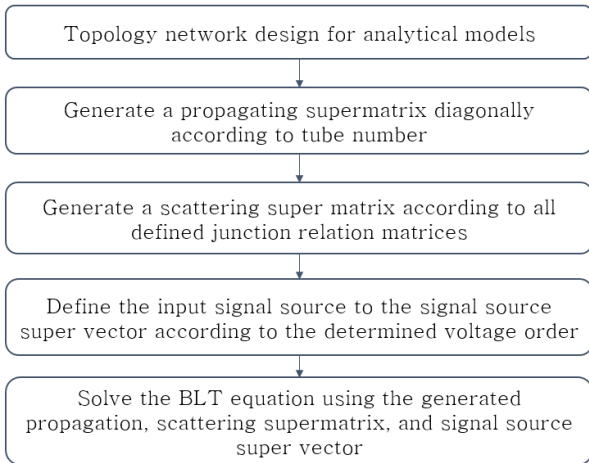 Topology network design for analytical models
Generate a propagating supermatrix diagonally
according to tube number
Generate a scattering super matrix according to all
defined junction relation matrices
Define the input signal source to the signal source
super vector according to the determined voltage order
Solve the BLT equation using the generated
propagation, scattering supermatrix, and signal source
super vector